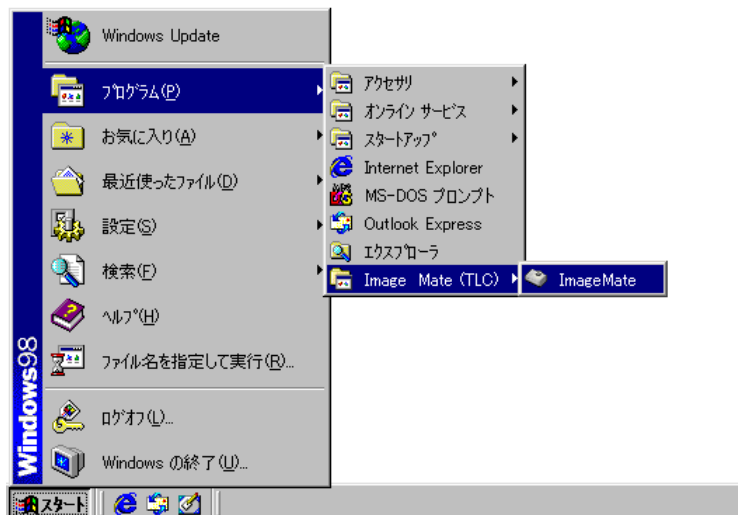 Windows Update
ﾌﾟﾛｸﾞﾗﾑ(P)
お気に入り(A)
最近使ったﾌｧｲﾙ(D)
設定(S)
検索(F)
ﾍﾙﾌﾟ(H)
ﾌｧｲﾙ名を指定して実行(R)...
ﾛｸﾞｵﾌ(L)...
Windows の終了(U)...
ｱｸｾｻﾘ
ｵﾝﾗｲﾝ ｻｰﾋﾞｽ
ｽﾀｰﾄｱｯﾌﾟ
Internet Explorer
MS-DOS プロンプト
Outlook Express
ｴｸｽﾌﾟﾛｰﾗ
Image Mate (TLC)
ImageMate
Windows98
スタート